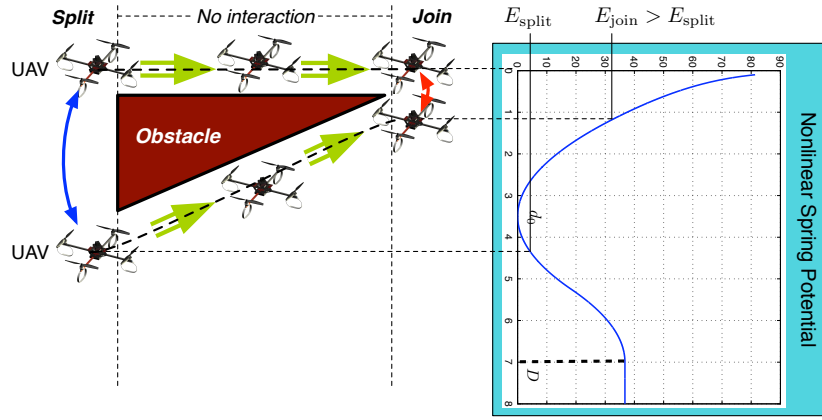 Split
No interaction
Join
E_split
E_join > E_split
UAV
Obstacle
UAV
0 10 20 30 40 50 60 70 80 90
0
1
2
3
4
5
6
7
8
d_0
D
Nonlinear Spring Potential